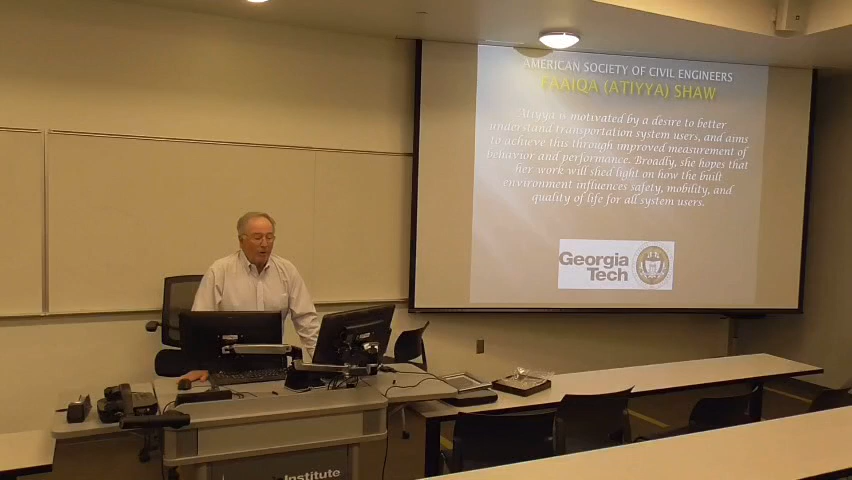 AMERICAN SOCIETY OF CIVIL ENGINEERS
FAAIQA (ATIYYA) SHAW
Atiyya is motivated by a desire to better
understand transportation system users, and aims
to achieve this through improved measurement of
behavior and performance. Broadly, she hopes that
her work will shed light on how the built
environment influences safety, mobility, and
quality of life for all system users.
Georgia
Tech
Institute